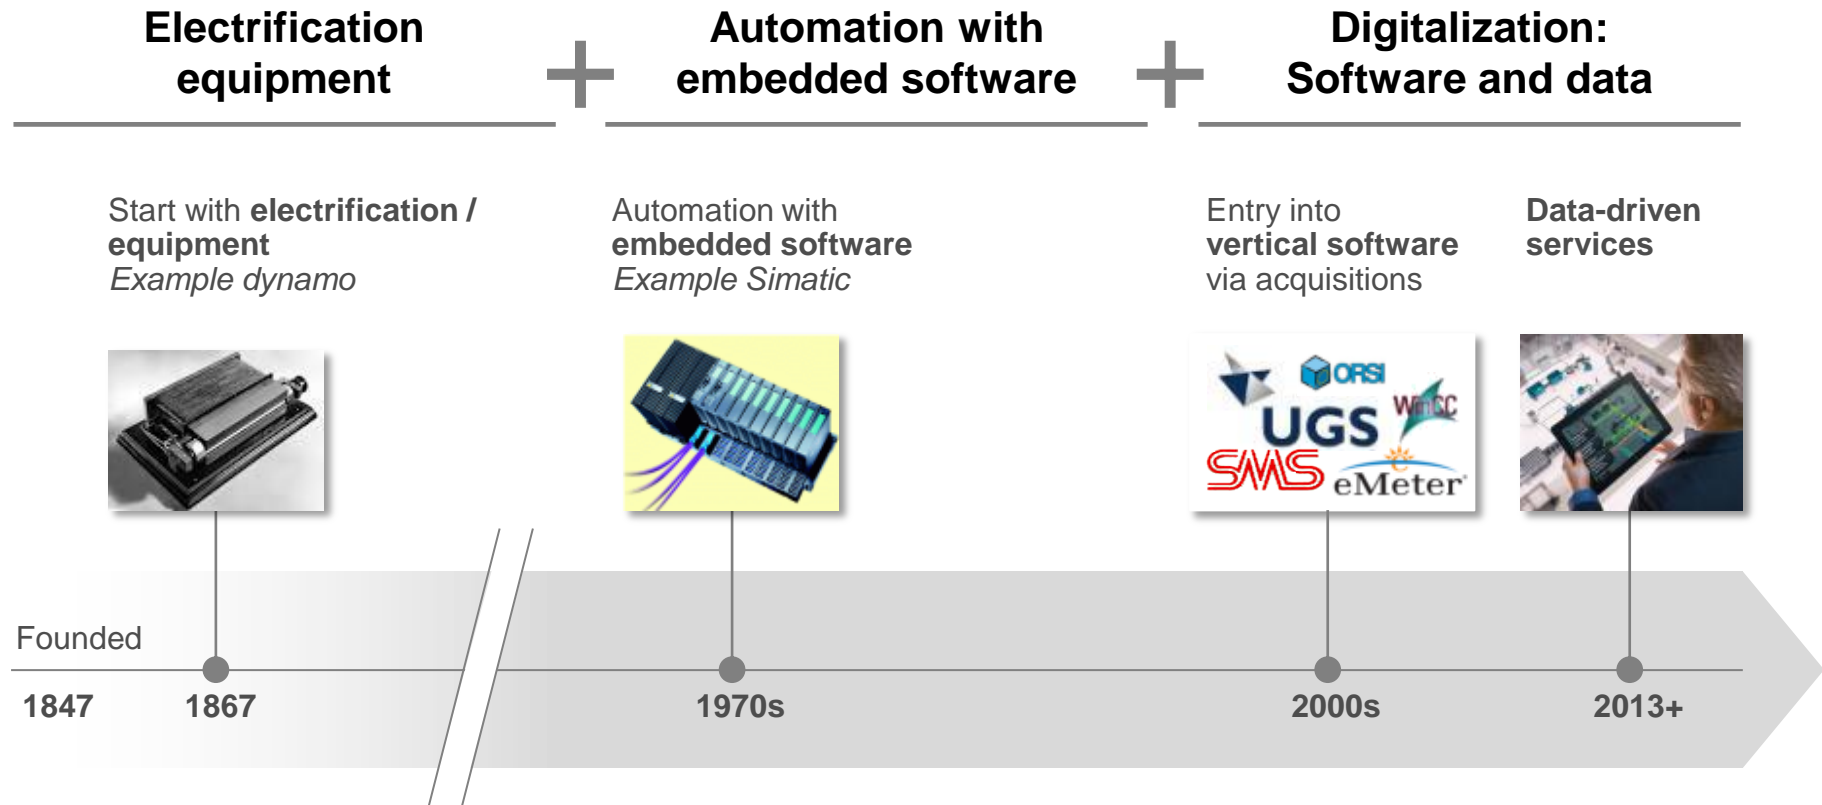 Electrification
equipment
+
Automation with
embedded software
+
Digitalization:
Software and data
Start with electrification /
equipment
Example dynamo
Automation with
embedded software
Example Simatic
Entry into
vertical software
via acquisitions
Data-driven
services
ORSI
WinCC
UGS
SMS
eMeter
Founded
1847
1867
1970s
2000s
2013+